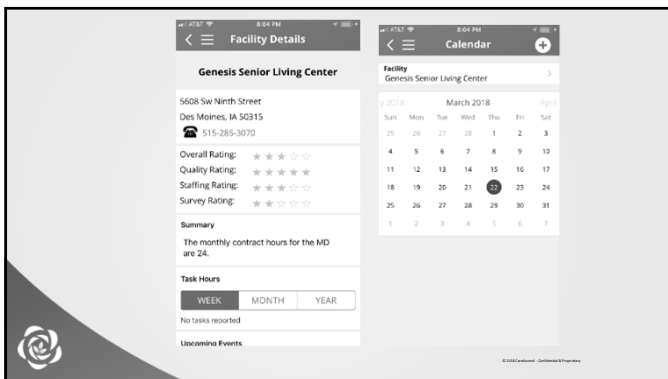 AT&T 8:04 PM
Facility Details
Genesis Senior Living Center
5608 Sw Ninth Street
Des Moines, IA 50315
515-285-3070
Overall Rating:
Quality Rating:
Staffing Rating:
Survey Rating:
Summary
The monthly contract hours for the MD
are 24.
Task Hours
WEEK MONTH YEAR
No tasks reported
Upcoming Events
AT&T 8:04 PM
Calendar
Facility
Genesis Senior Living Center
y 2018 March 2018 April
Sun Mon Tue Wed Thu Fri Sat
25 26 27 28 1 2 3
4 5 6 7 8 9 10
11 12 13 14 15 16 17
18 19 20 21 22 23 24
25 26 27 28 29 30 31
1 2 3 4 5 6 7
Confidential & Proprietary